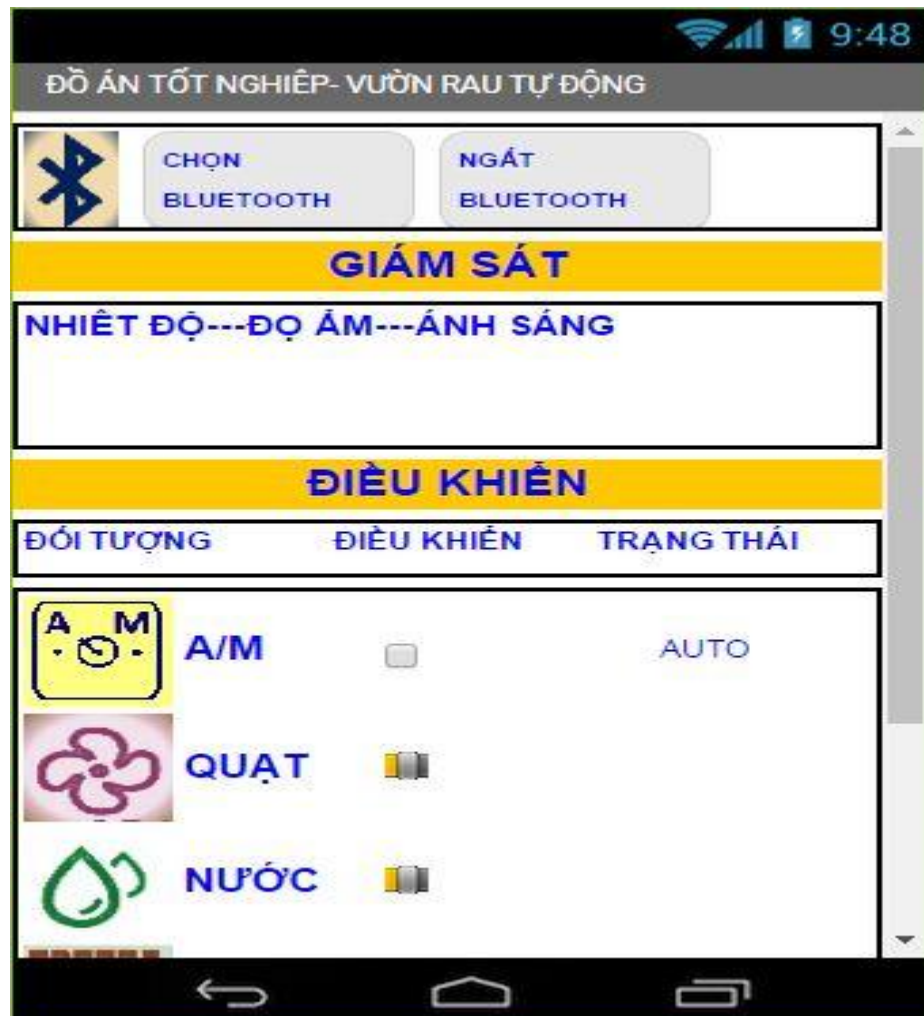 9:48
ĐỒ ÁN TỐT NGHIÊP- VƯỜN RAU TỰ ĐỘNG
CHỌN
BLUETOOTH
NGẮT
BLUETOOTH
GIÁM SÁT
NHIÊT ĐỘ---ĐỌ ẨM---ÁNH SÁNG
ĐIỀU KHIỂN
ĐỐI TƯỢNG ĐIỀU KHIỂN TRẠNG THÁI
A M
A/M AUTO
QUẠT
NƯỚC